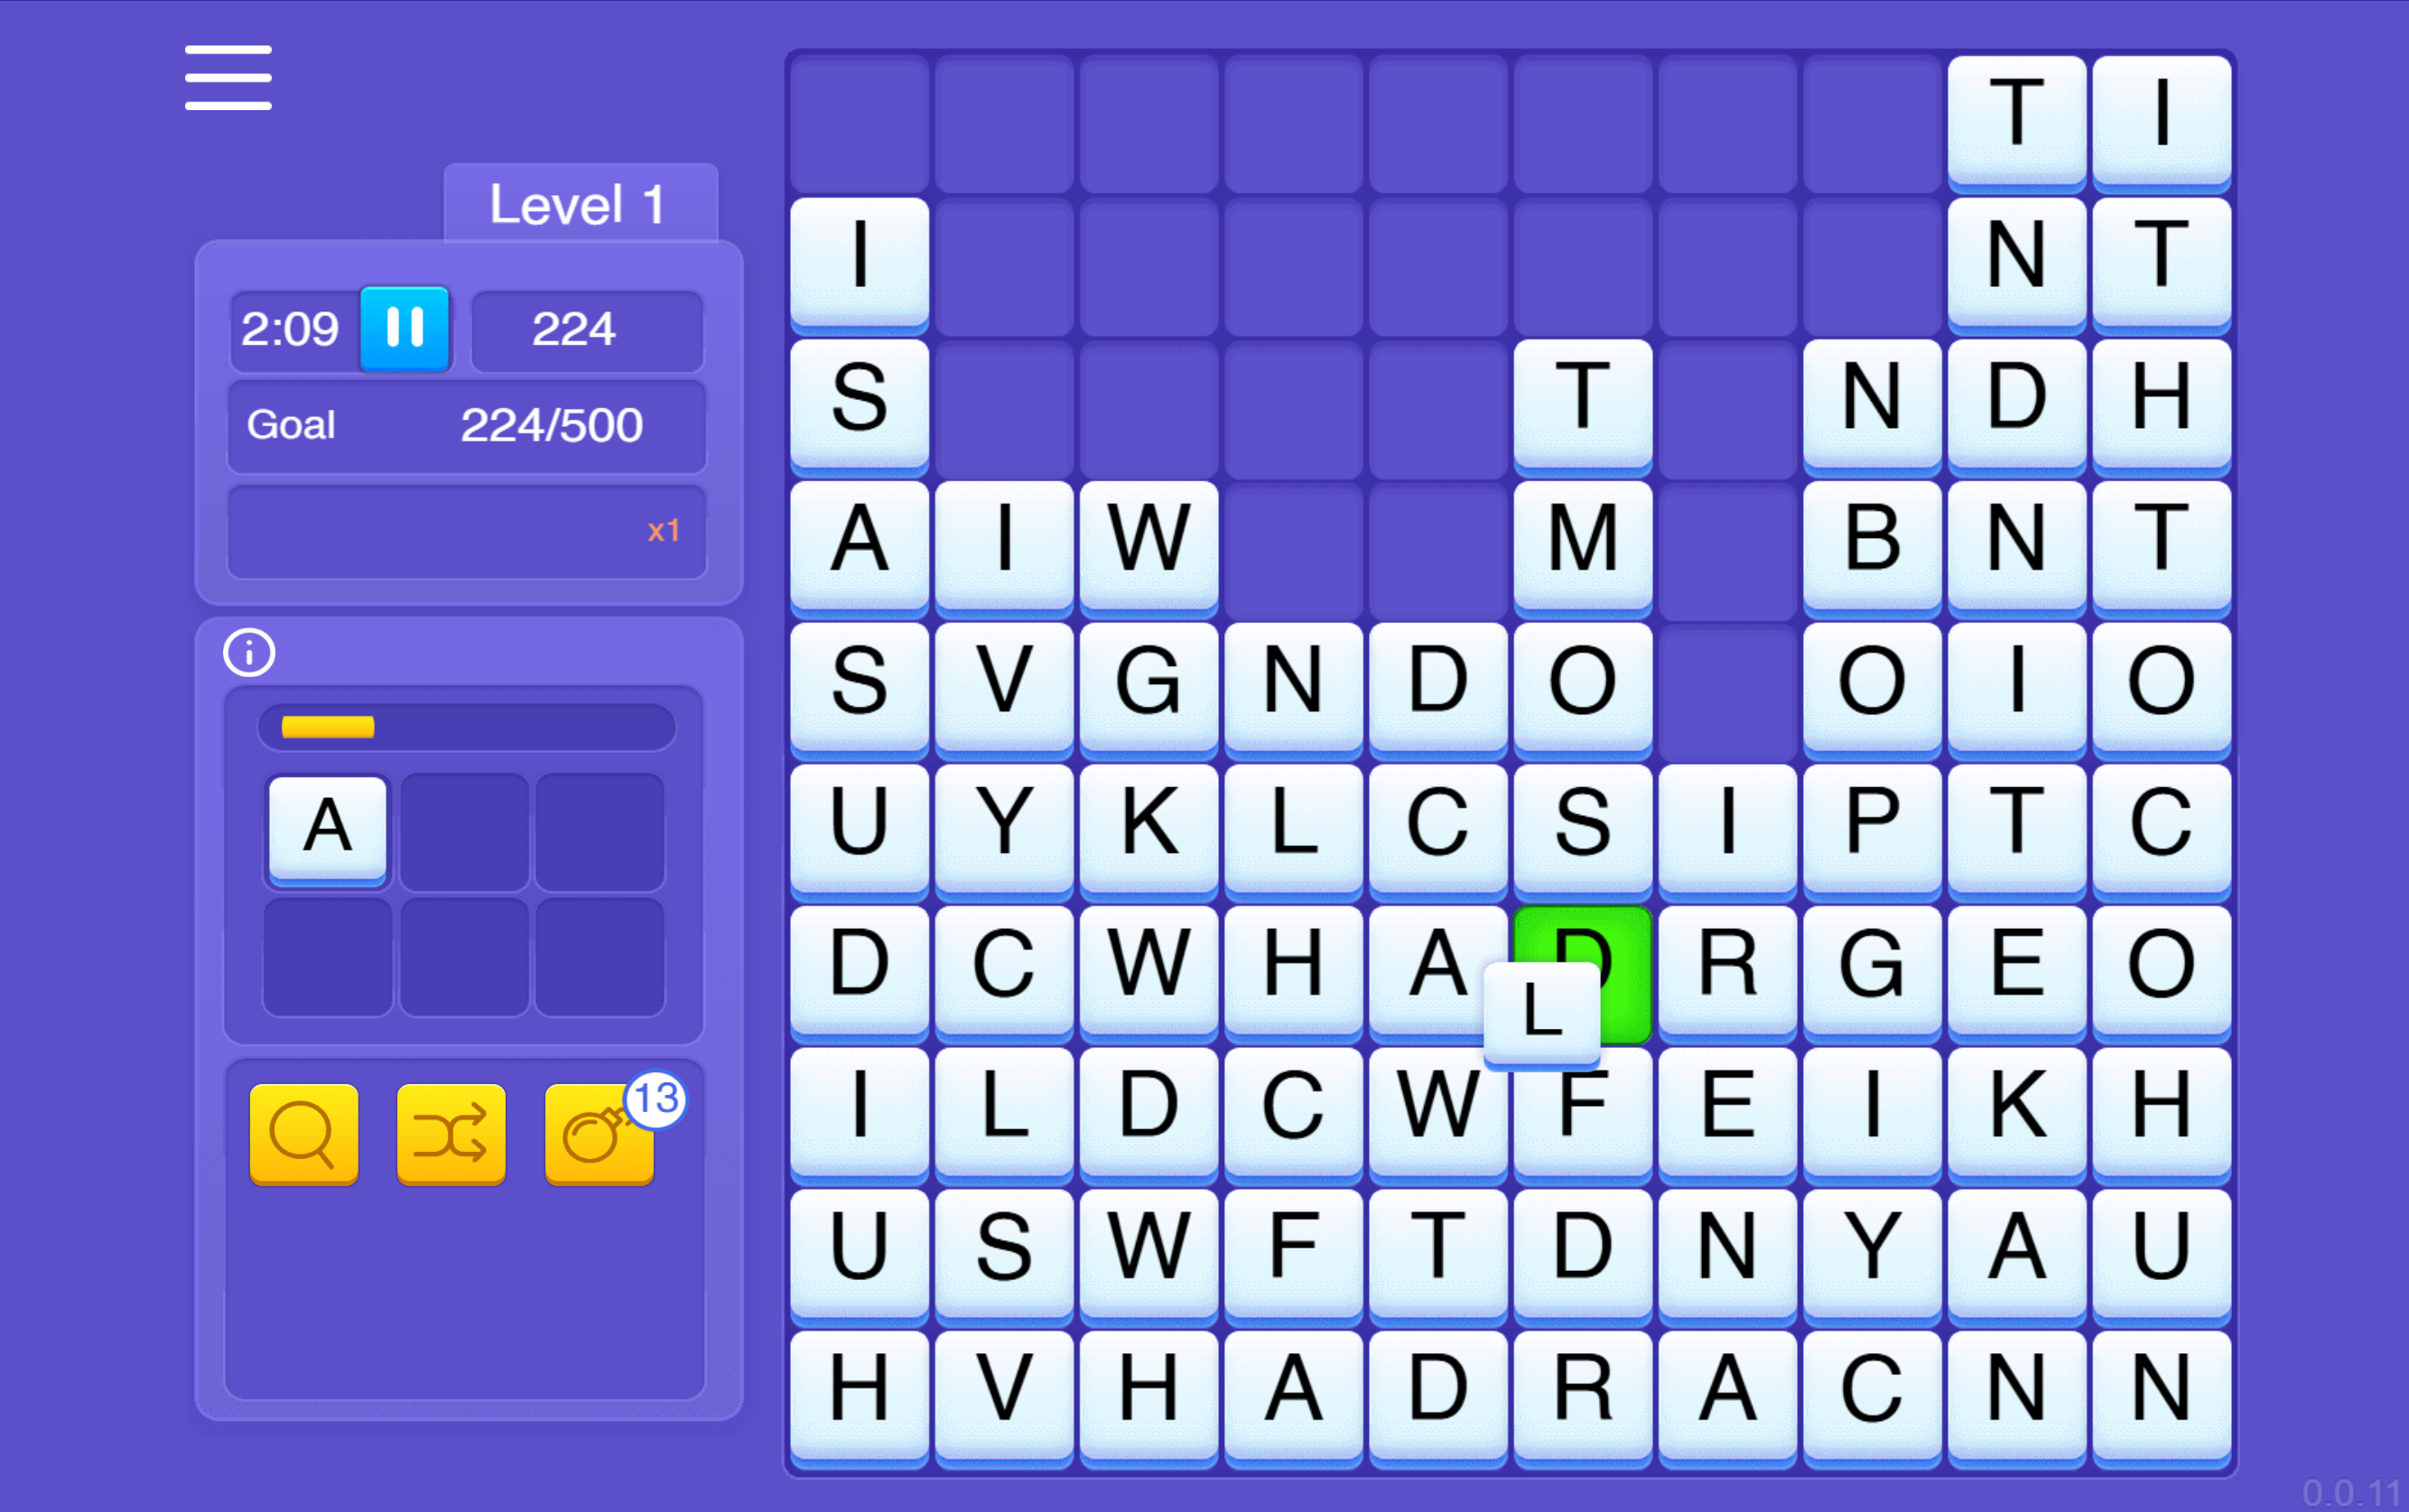 Level 1
2:09 224
Goal 224/500
x1
A
13
T I
I N T
S T N D H
A I W M B N T
S V G N D O O I O
U Y K L C S I P T C
D C W H A D R G E O
L
I L D C W F E I K H
U S W F T D N Y A U
H V H A D R A C N N
0.0.11